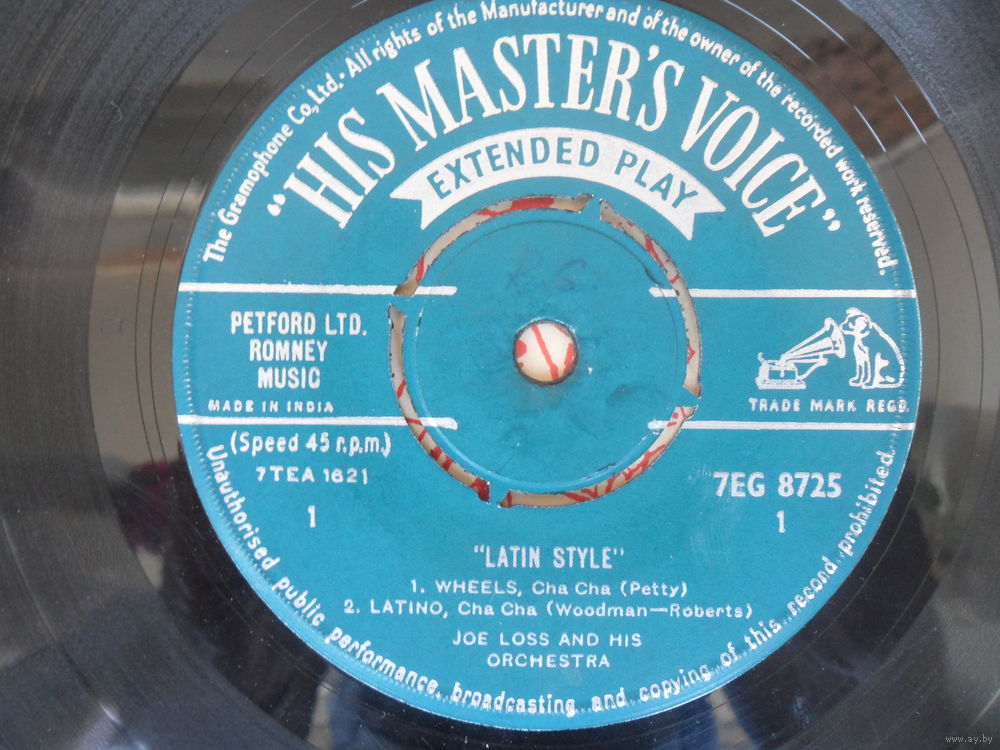 The Gramophone Co., Ltd. · All rights of the Manufacturer and of the owner of the recorded work reserved.
"HIS MASTER'S VOICE"
EXTENDED PLAY
PETFORD LTD.
ROMNEY
MUSIC
MADE IN INDIA
TRADE MARK REGD.
(Speed 45 r.p.m.)
7TEA 1621
1
7EG 8725
1
"LATIN STYLE"
1. WHEELS, Cha Cha (Petty)
2. LATINO, Cha Cha (Woodman—Roberts)
JOE LOSS AND HIS
ORCHESTRA
Unauthorised public performance, broadcasting and copying of this record prohibited.
www.ay.by